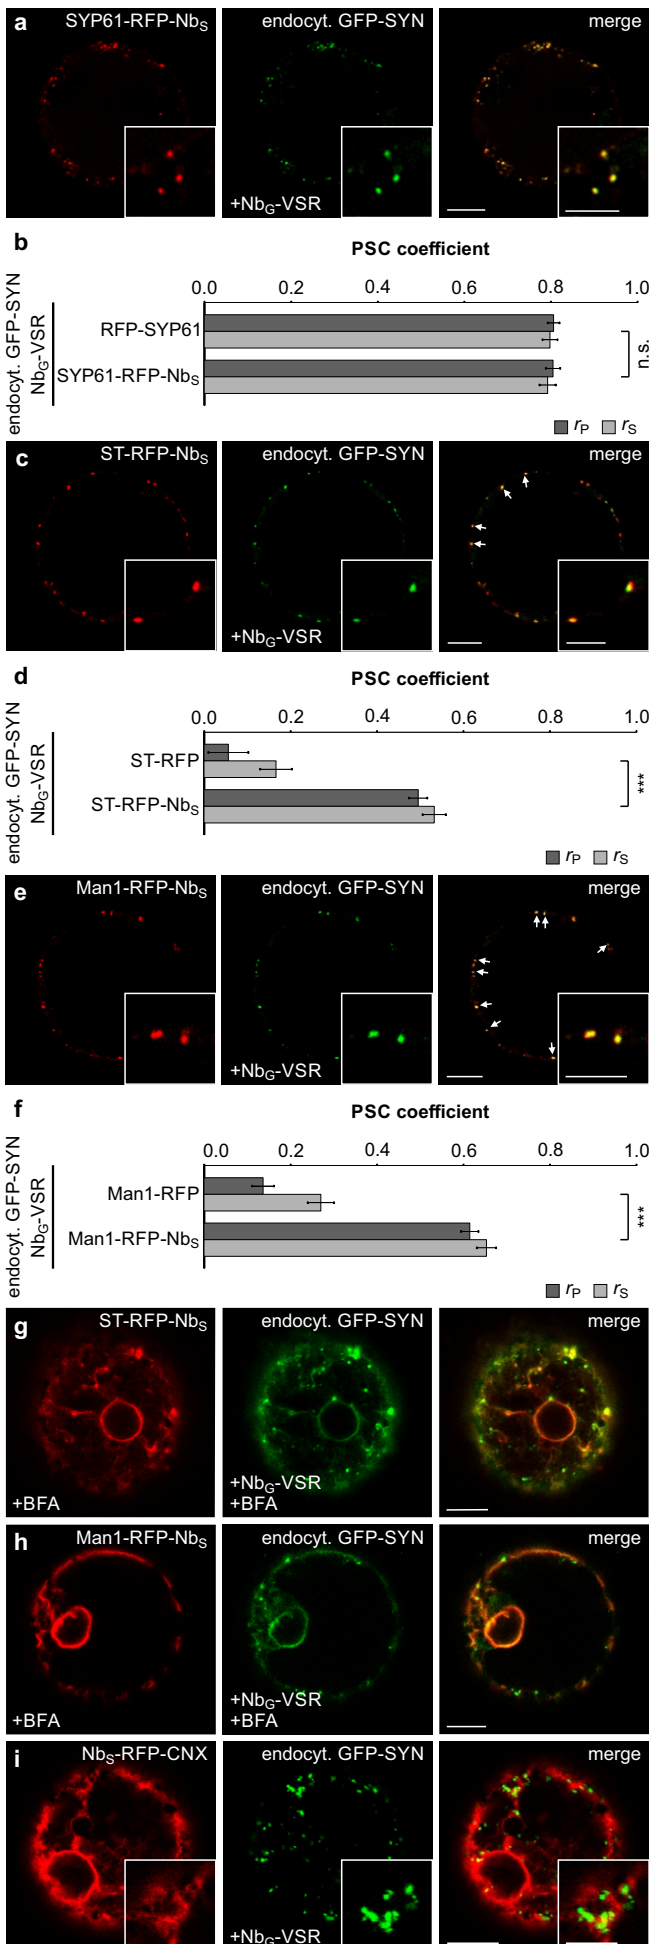 a SYP61-RFP-NbS endocyt. GFP-SYN merge
+NbG-VSR
b PSC coefficient
0.0 0.2 0.4 0.6 0.8 1.0
endocyt. GFP-SYN
NbG-VSR
RFP-SYP61
SYP61-RFP-NbS
n.s.
rP rS
c ST-RFP-NbS endocyt. GFP-SYN merge
+NbG-VSR
d PSC coefficient
0.0 0.2 0.4 0.6 0.8 1.0
endocyt. GFP-SYN
NbG-VSR
ST-RFP
ST-RFP-NbS
***
rP rS
e Man1-RFP-NbS endocyt. GFP-SYN merge
+NbG-VSR
f PSC coefficient
0.0 0.2 0.4 0.6 0.8 1.0
endocyt. GFP-SYN
NbG-VSR
Man1-RFP
Man1-RFP-NbS
***
rP rS
g ST-RFP-NbS endocyt. GFP-SYN merge
+NbG-VSR
+BFA +BFA
h Man1-RFP-NbS endocyt. GFP-SYN merge
+NbG-VSR
+BFA +BFA
i NbS-RFP-CNX endocyt. GFP-SYN merge
+NbG-VSR